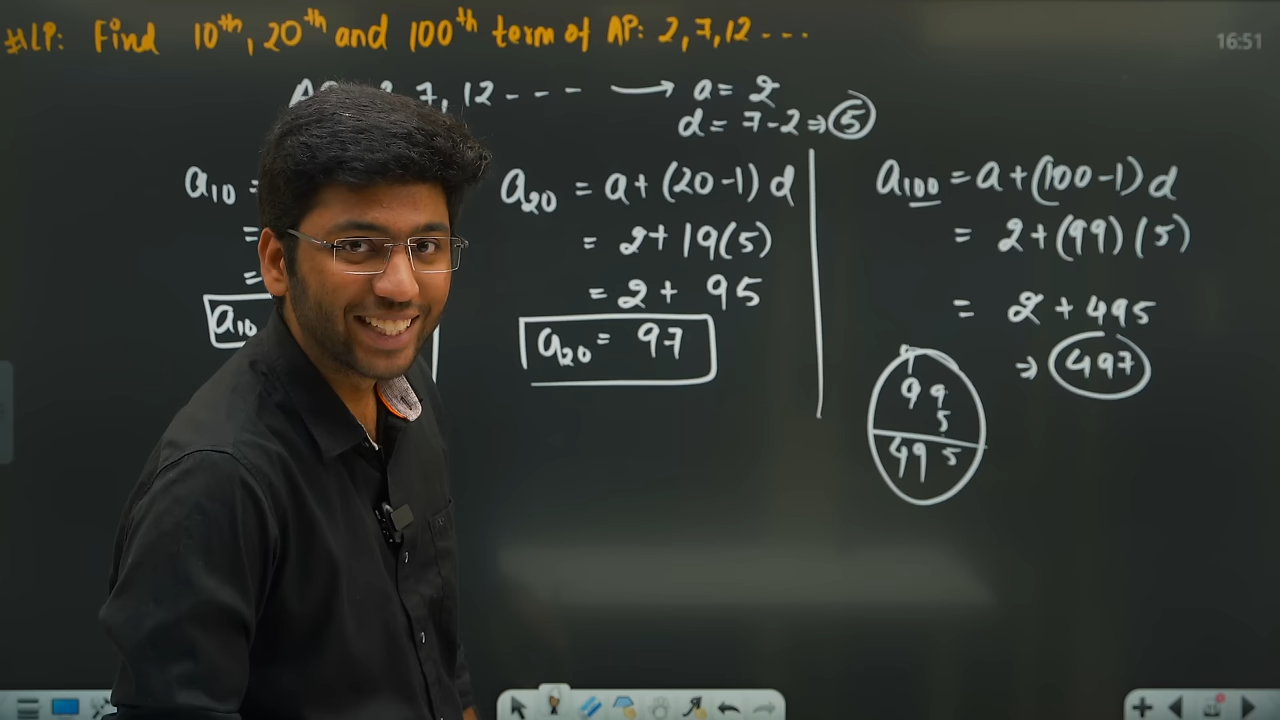 #LP: Find 10th, 20th and 100th term of AP: 2, 7, 12 ...
16:51
7, 12 - - - → a = 2
d = 7-2 ⇒ 5
a10 =
=
=
a10
a20 = a + (20-1) d
= 2 + 19(5)
= 2 + 95
a20 = 97
a100 = a + (100-1) d
= 2 + (99) (5)
= 2 + 495
⇒ 497
99
5
495